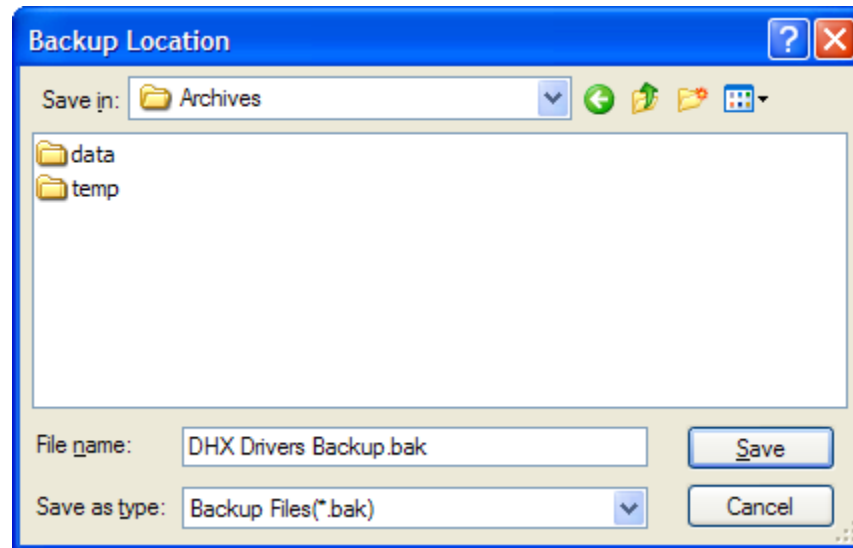 Backup Location
Save in: Archives
data
temp
File name: DHX Drivers Backup.bak Save
Save as type: Backup Files(*.bak) Cancel